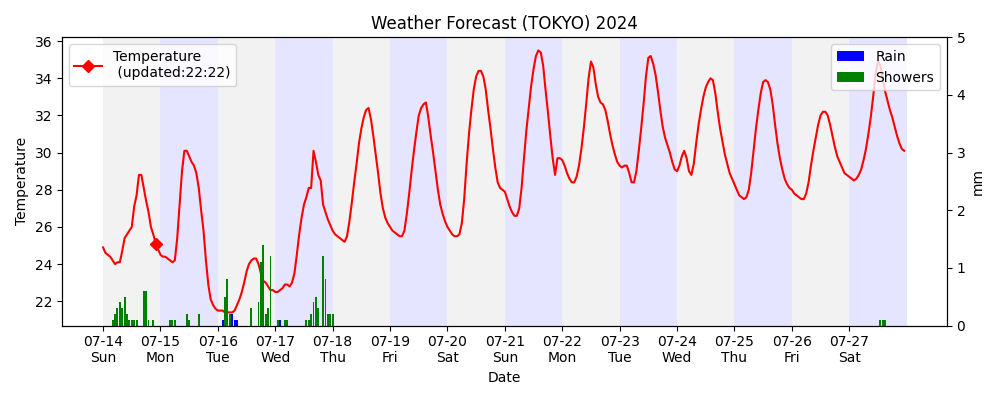 Weather Forecast (TOKYO) 2024
Temperature
(updated:22:22)
Rain
Showers
36
34
32
30
28
26
24
22
Temperature
5
4
3
2
1
0
mm
07-14 07-15 07-16 07-17 07-18 07-19 07-20 07-21 07-22 07-23 07-24 07-25 07-26 07-27
Sun Mon Tue Wed Thu Fri Sat Sun Mon Tue Wed Thu Fri Sat
Date